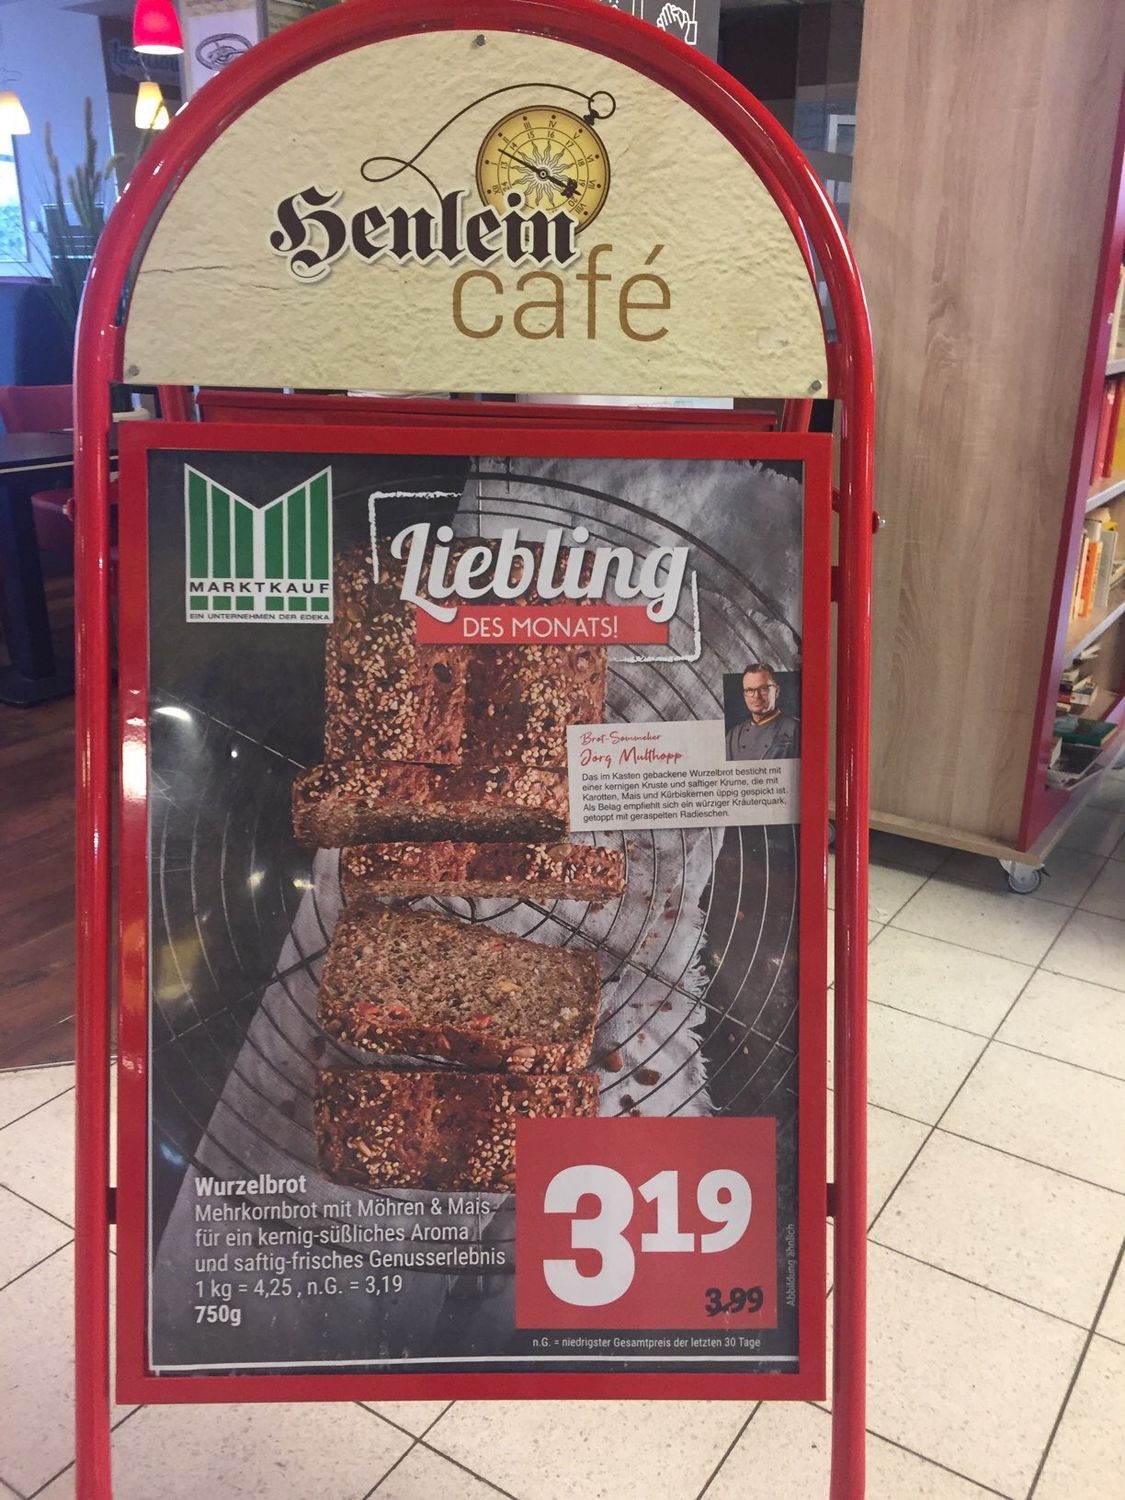 Henlein
café
MARKTKAUF
EIN UNTERNEHMEN DER EDEKA
Liebling
DES MONATS!
Brot-Sommelier
Jörg Multhopp
Das im Kasten gebackene Wurzelbrot besticht mit
einer kernigen Kruste und saftiger Krume, die mit
Karotten, Mais und Kürbiskernen üppig gespickt ist.
Als Belag empfiehlt sich ein würziger Kräuterquark,
getoppt mit geraspelten Radieschen.
Wurzelbrot
Mehrkornbrot mit Möhren & Mais
für ein kernig-süßliches Aroma
und saftig-frisches Genusserlebnis
1 kg = 4,25 , n.G. = 3,19
750g
3 19
3.99
Abbildung ähnlich
n.G. = niedrigster Gesamtpreis der letzten 30 Tage